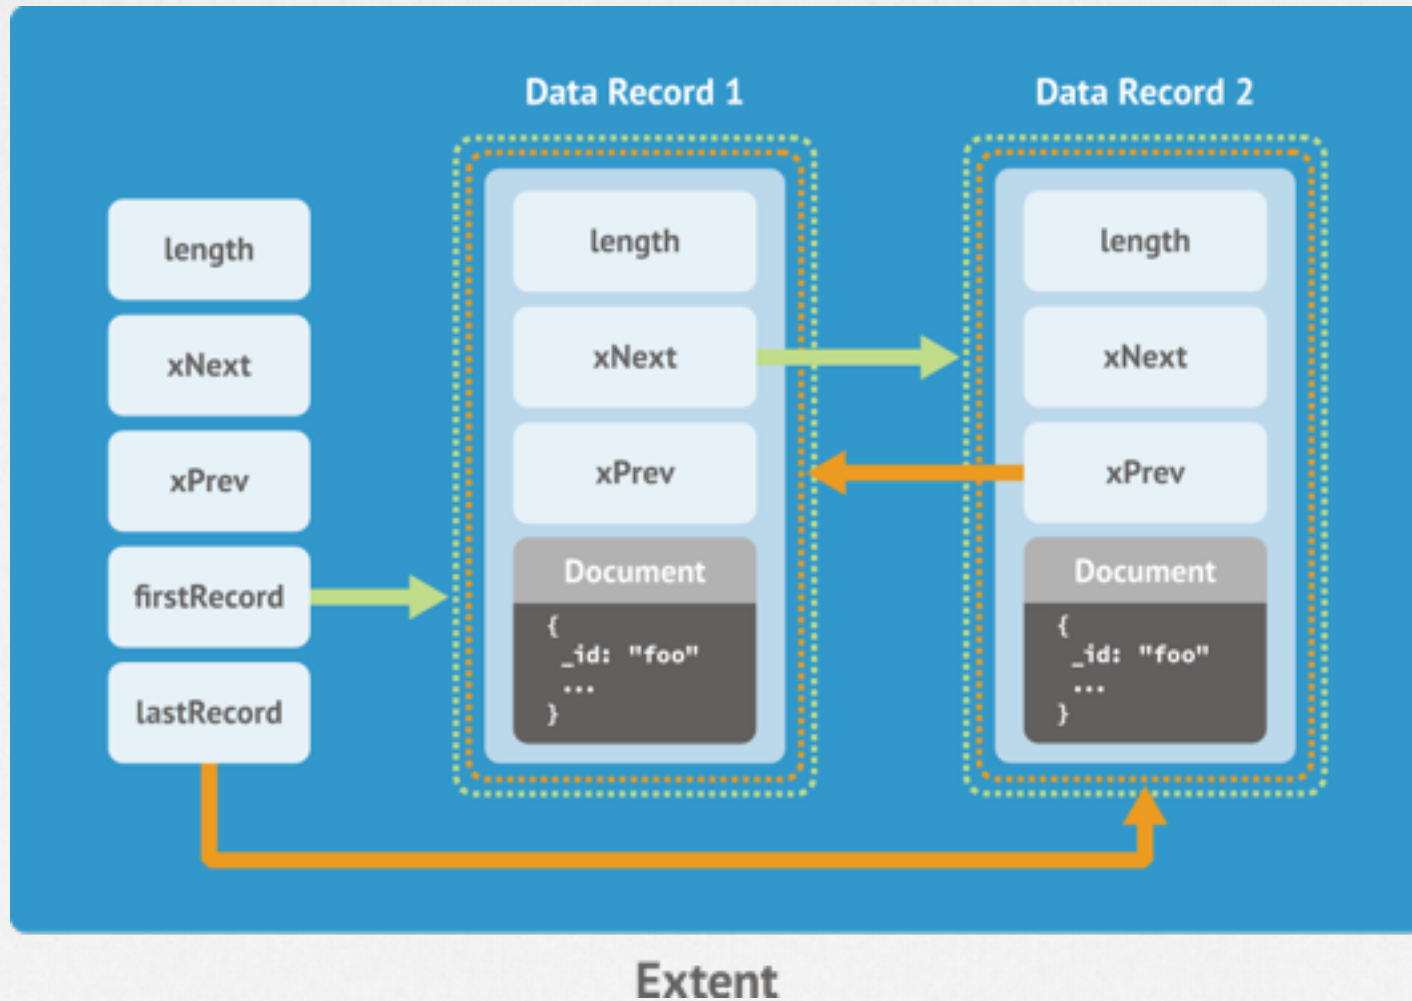 Data Record 1
Data Record 2
length
xNext
xPrev
firstRecord
lastRecord
length
xNext
xPrev
Document
{
_id: "foo"
...
}
length
xNext
xPrev
Document
{
_id: "foo"
...
}
Extent